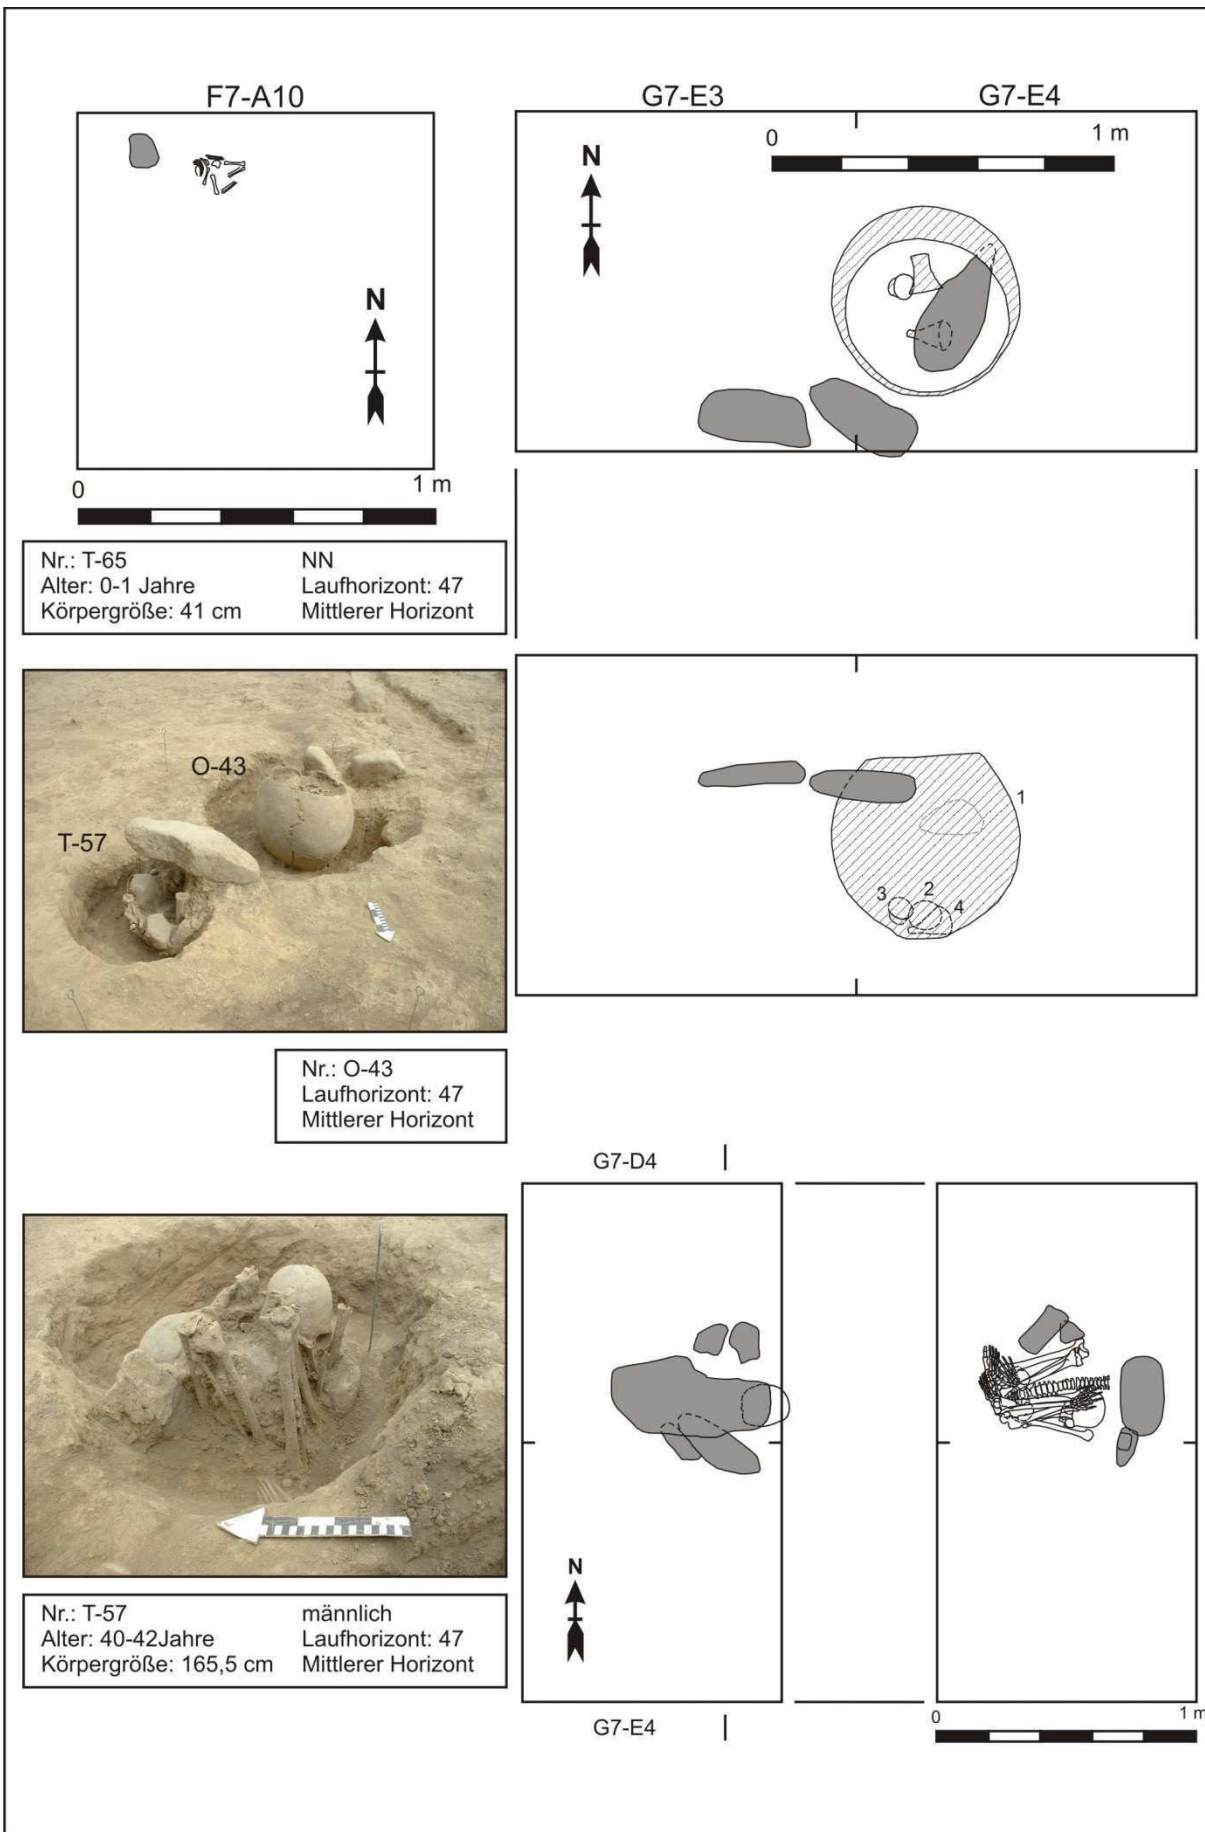 F7-A10
N
0 1 m
Nr.: T-65 NN
Alter: 0-1 Jahre Laufhorizont: 47
Körpergröße: 41 cm Mittlerer Horizont
G7-E3 G7-E4
0 1 m
N
1
3 2 4
O-43
T-57
Nr.: O-43
Laufhorizont: 47
Mittlerer Horizont
G7-D4
N
G7-E4
0 1 m
Nr.: T-57 männlich
Alter: 40-42Jahre Laufhorizont: 47
Körpergröße: 165,5 cm Mittlerer Horizont